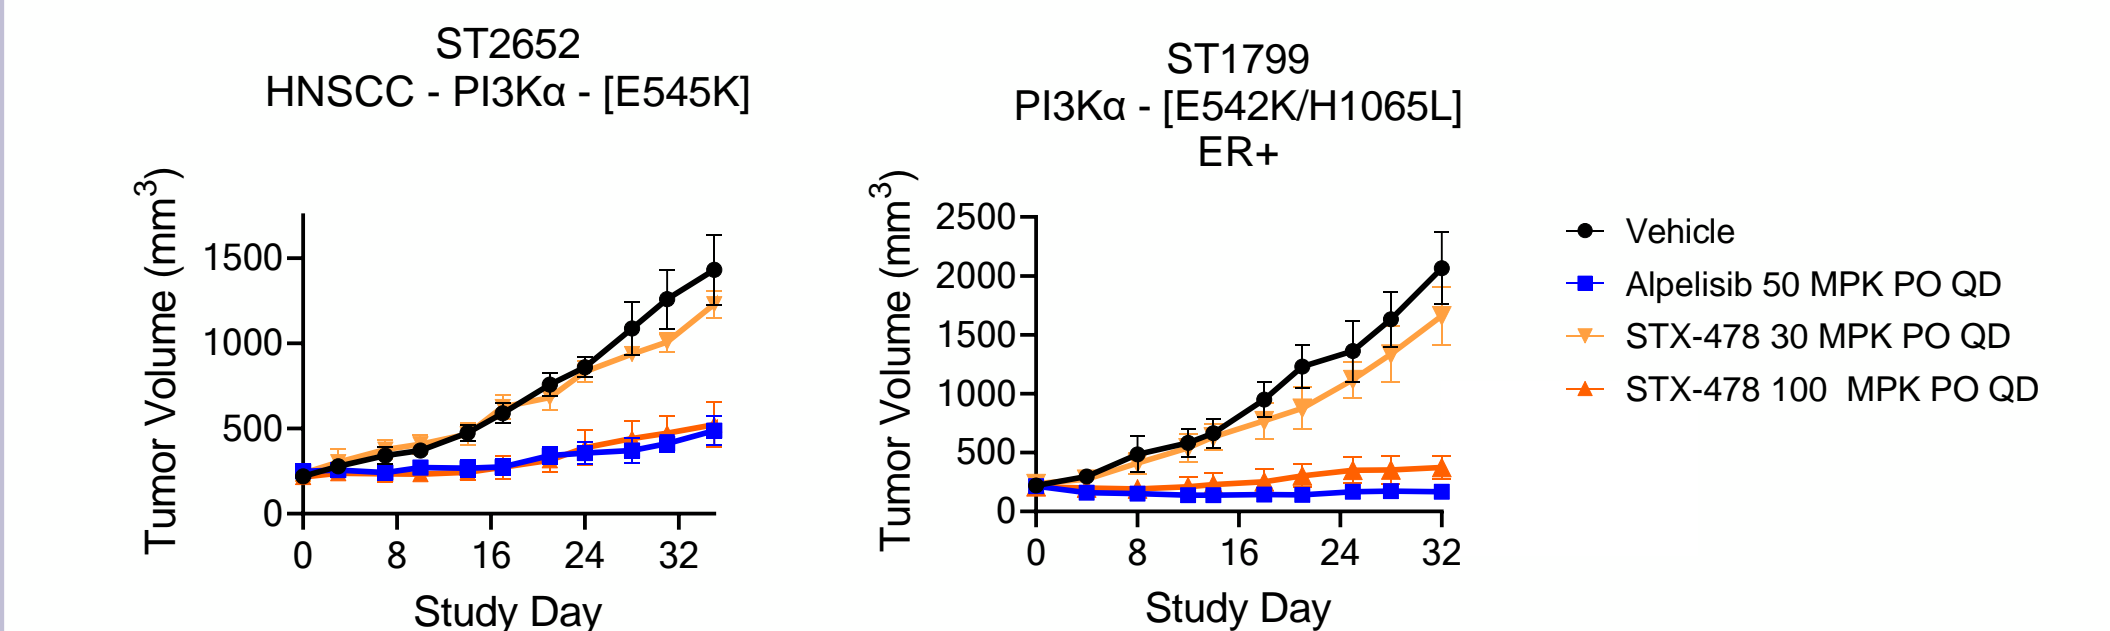 ST2652
HNSCC - PI3Kα - [E545K]
Tumor Volume (mm³)
1500
1000
500
0
0 8 16 24 32
Study Day
ST1799
PI3Kα - [E542K/H1065L]
ER+
Tumor Volume (mm³)
2500
2000
1500
1000
500
0
0 8 16 24 32
Study Day
Vehicle
Alpelisib 50 MPK PO QD
STX-478 30 MPK PO QD
STX-478 100  MPK PO QD